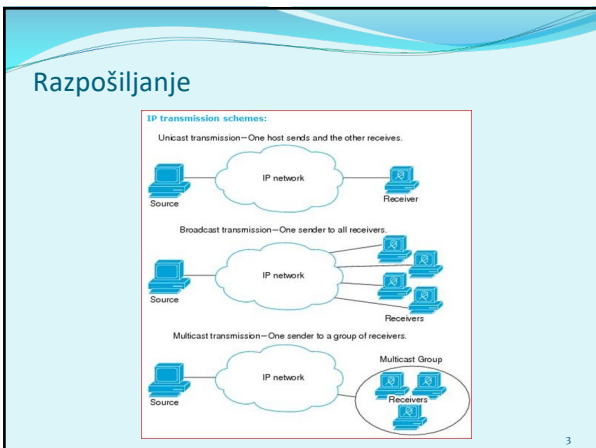 Razpošiljanje
IP transmission schemes:
Unicast transmission—One host sends and the other receives.
IP network
Source
Receiver
Broadcast transmission—One sender to all receivers.
IP network
Source
Receivers
Multicast transmission—One sender to a group of receivers.
Multicast Group
IP network
Receivers
Source
3